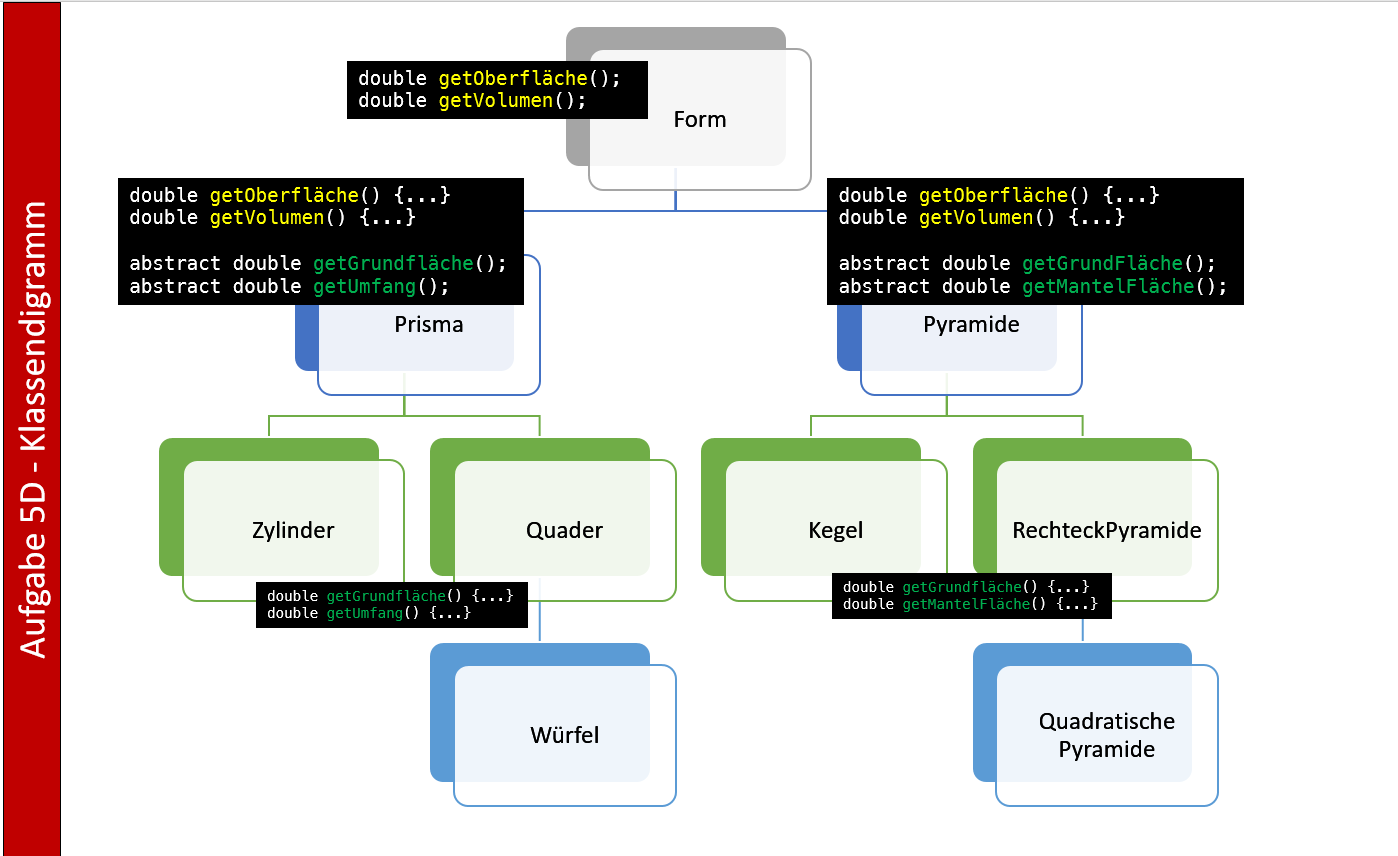 Aufgabe 5D - Klassendigramm
double getOberfläche();
double getVolumen();
Form
double getOberfläche() {...}
double getVolumen() {...}
abstract double getGrundfläche();
abstract double getUmfang();
Prisma
double getOberfläche() {...}
double getVolumen() {...}
abstract double getGrundFläche();
abstract double getMantelFläche();
Pyramide
Zylinder
Quader
Kegel
RechteckPyramide
double getGrundfläche() {...}
double getUmfang() {...}
double getGrundfläche() {...}
double getMantelFläche() {...}
Würfel
Quadratische
Pyramide